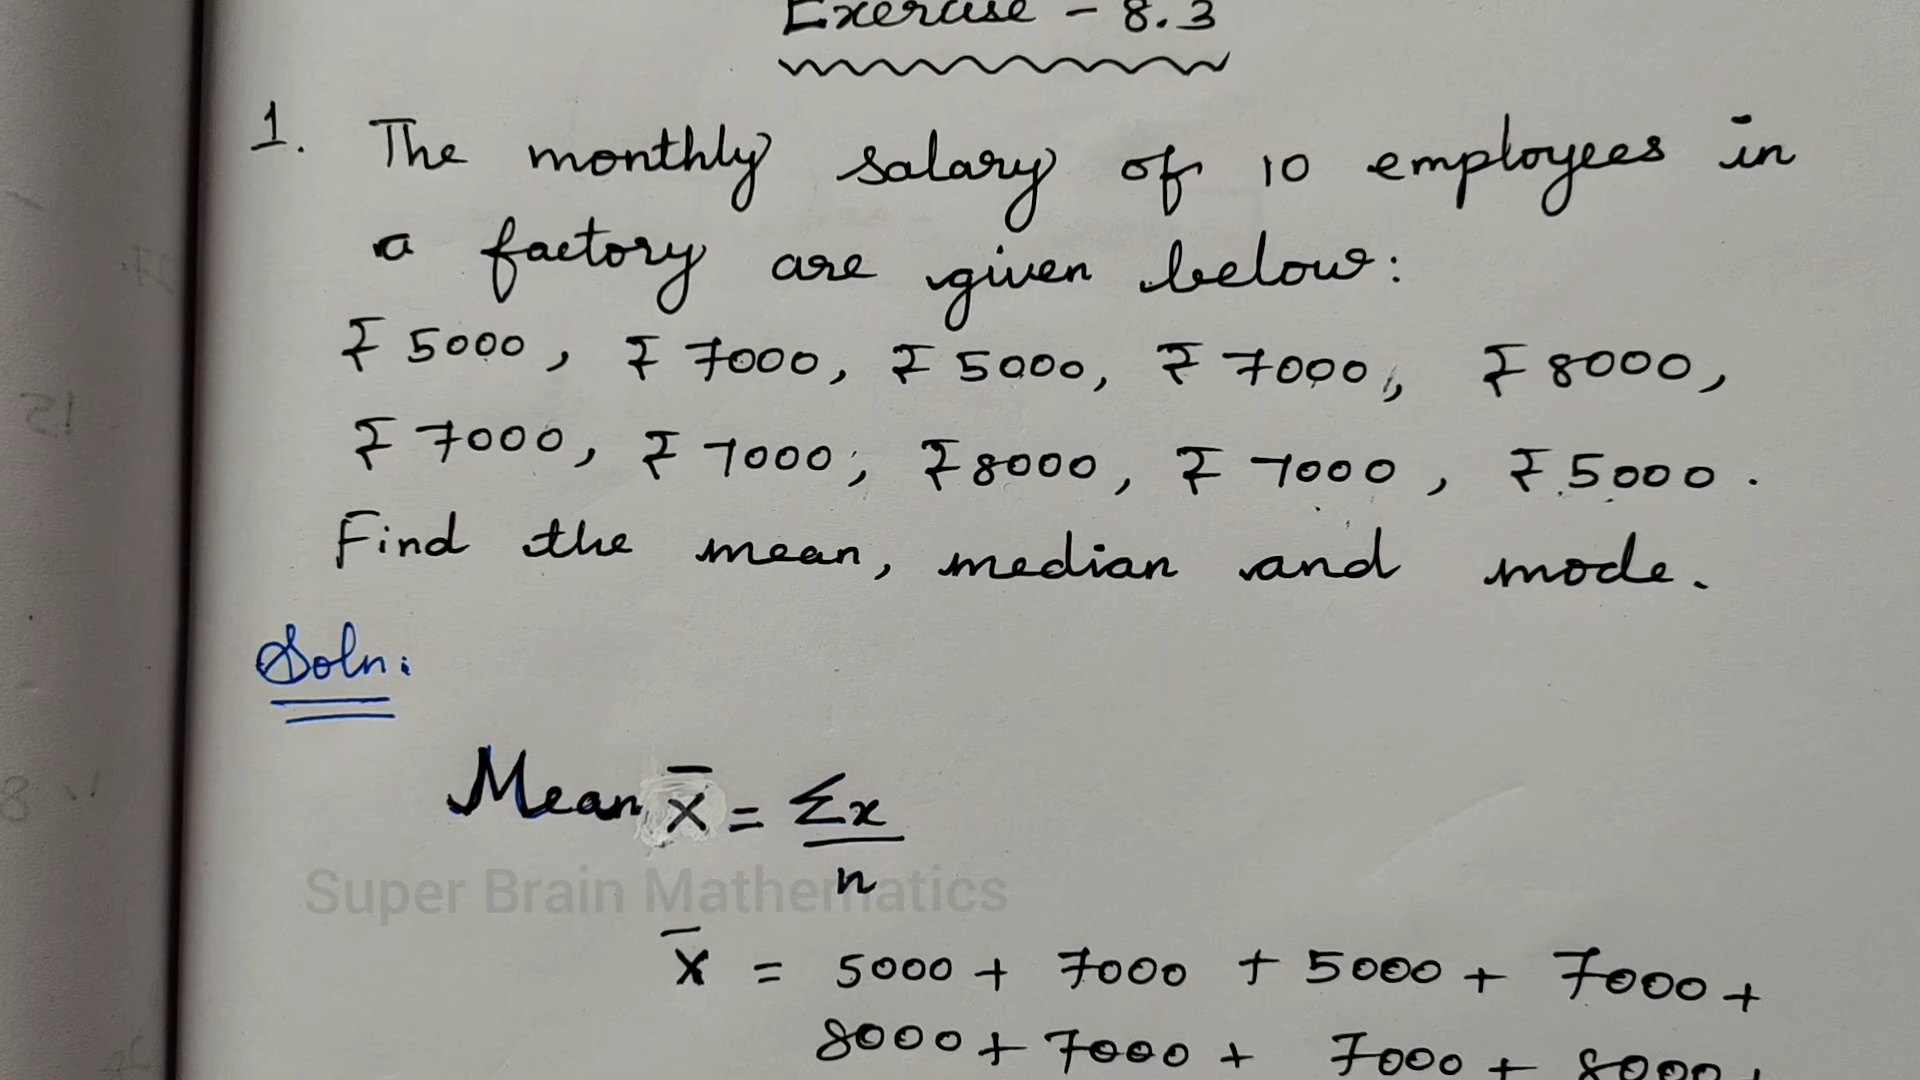 Exercise - 8.3
1. The monthly salary of 10 employees in
a factory are given below:
₹ 5000, ₹ 7000, ₹ 5000, ₹ 7000, ₹ 8000,
₹ 7000, ₹ 7000, ₹ 8000, ₹ 7000, ₹ 5000.
Find the mean, median and mode.
Soln:
Mean x̄ = Σx
n
Super Brain Mathematics
x̄ = 5000 + 7000 + 5000 + 7000 +
8000 + 7000 + 7000 + 8000 +